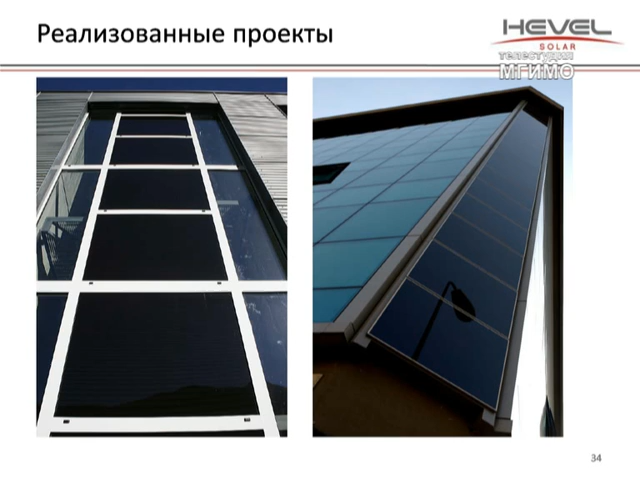 Реализованные проекты
HEVEL
SOLAR
телестудия
МГИМО
34